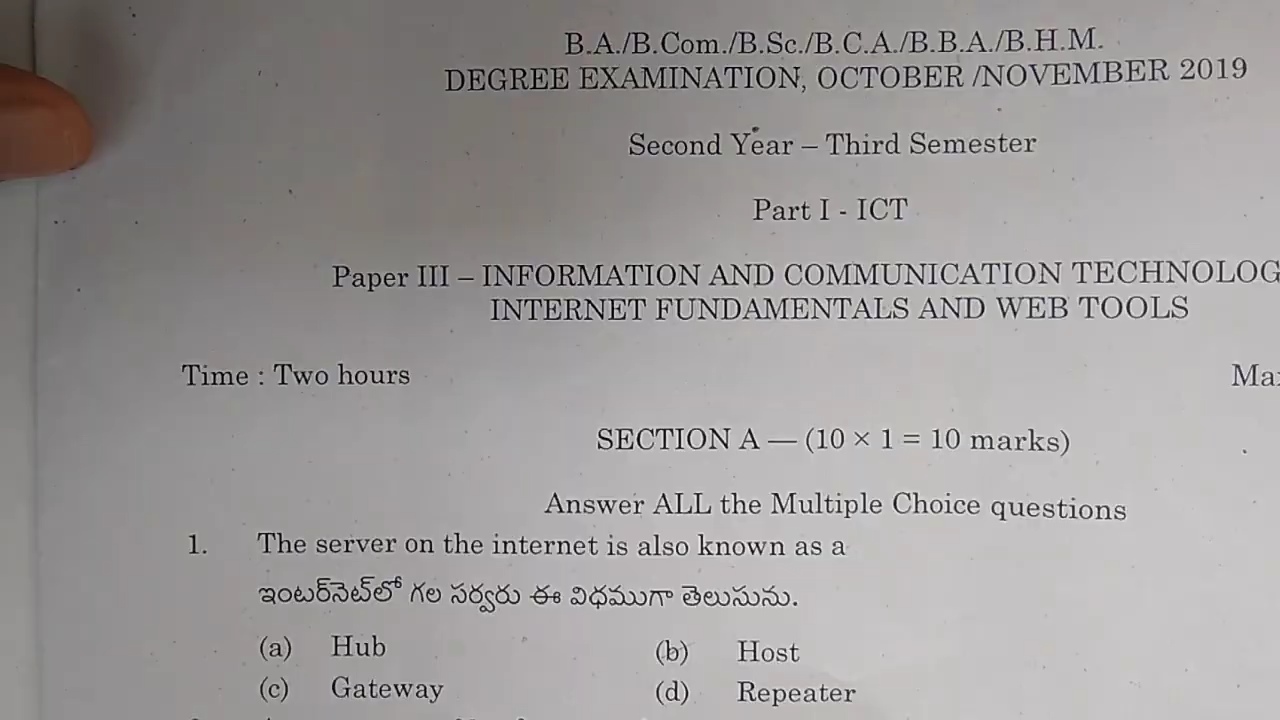 B.A./B.Com./B.Sc./B.C.A./B.B.A./B.H.M.
DEGREE EXAMINATION, OCTOBER /NOVEMBER 2019
Second Year – Third Semester
Part I - ICT
Paper III – INFORMATION AND COMMUNICATION TECHNOLOG
INTERNET FUNDAMENTALS AND WEB TOOLS
Time : Two hours
SECTION A — (10 × 1 = 10 marks)
Answer ALL the Multiple Choice questions
1. The server on the internet is also known as a
ఇంటర్‌నెట్‌లో గల సర్వరు ఈ విధముగా తెలుసును.
(a) Hub (b) Host
(c) Gateway (d) Repeater